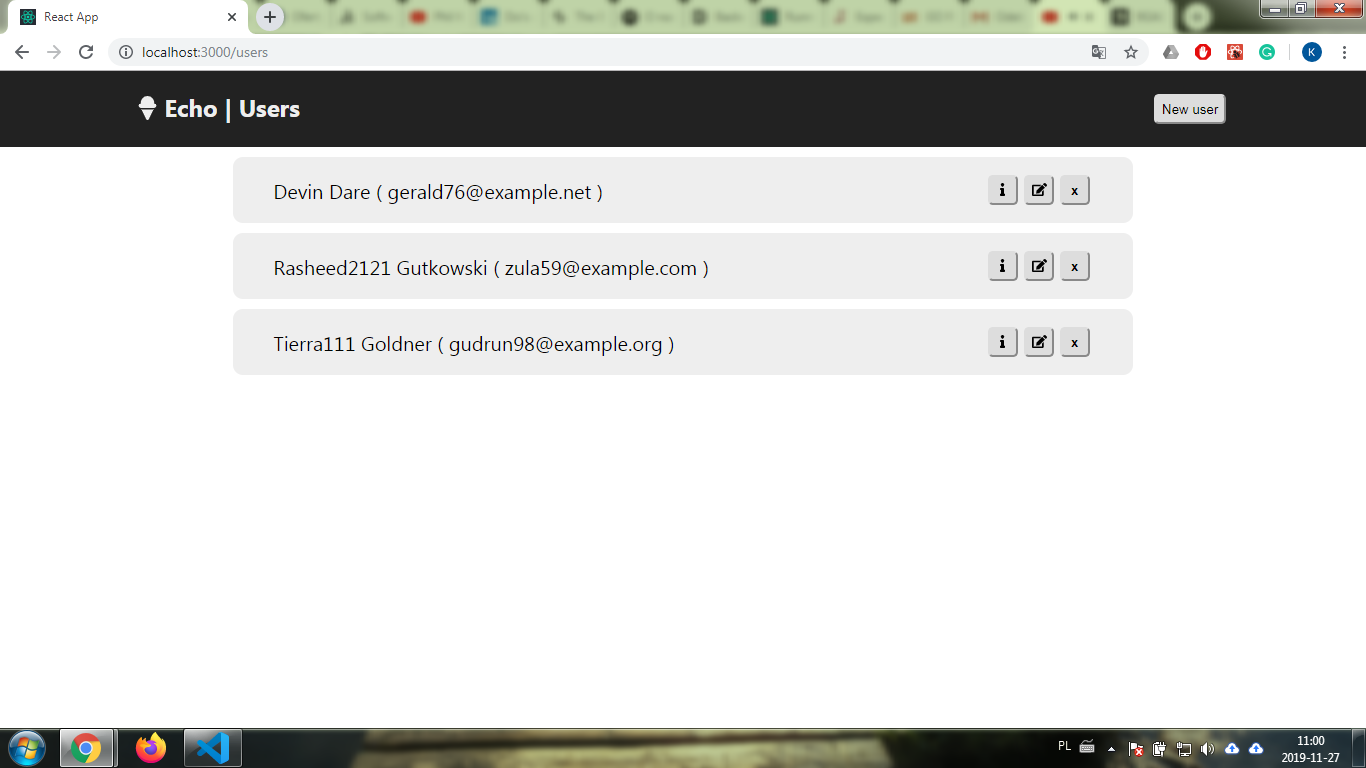 React App
localhost:3000/users
K
Echo | Users
New user
Devin Dare ( gerald76@example.net )
i
x
Rasheed2121 Gutkowski ( zula59@example.com )
i
x
Tierra111 Goldner ( gudrun98@example.org )
i
x
PL
11:00
2019-11-27